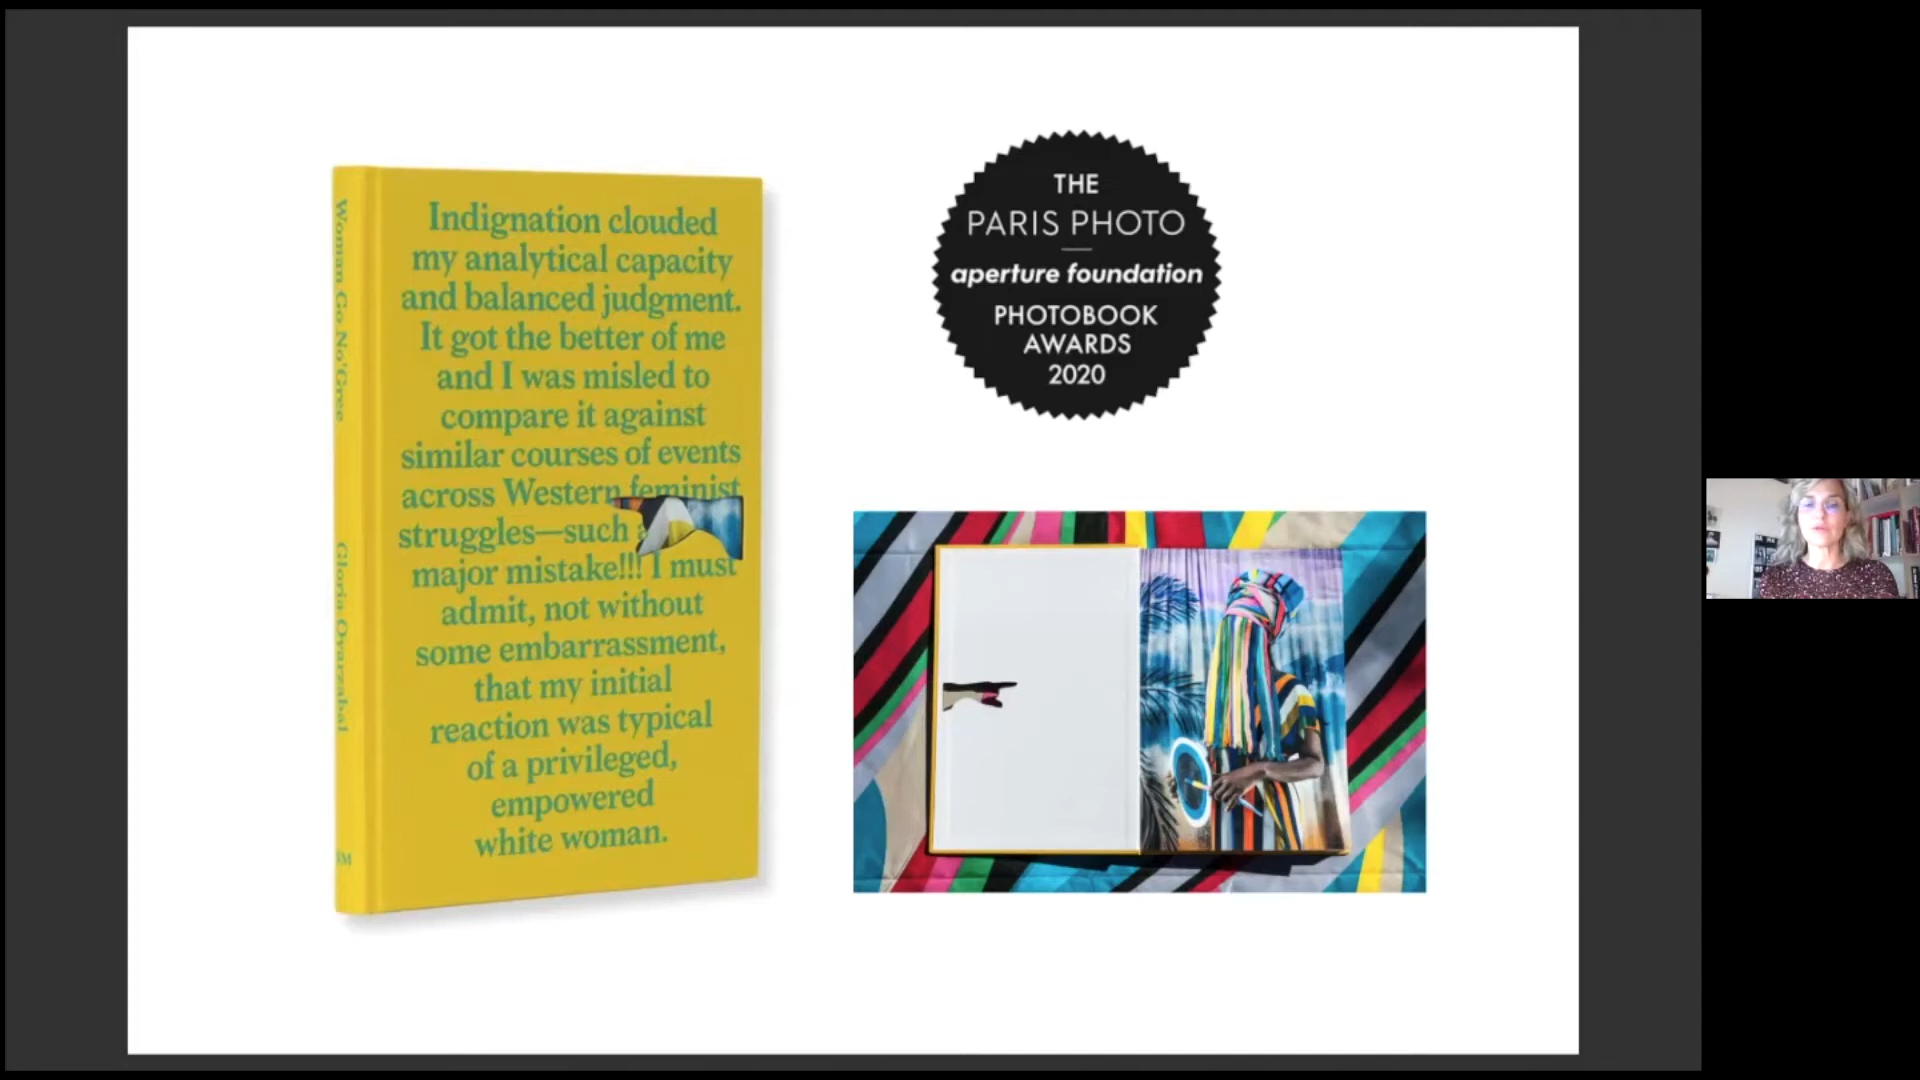 Woman Go No'Gree
Gloria Oyarzabal
Indignation clouded
my analytical capacity
and balanced judgment.
It got the better of me
and I was misled to
compare it against
similar courses of events
across Western feminist
struggles—such a
major mistake!!! I must
admit, not without
some embarrassment,
that my initial
reaction was typical
of a privileged,
empowered
white woman.
THE
PARIS PHOTO
aperture foundation
PHOTOBOOK
AWARDS
2020